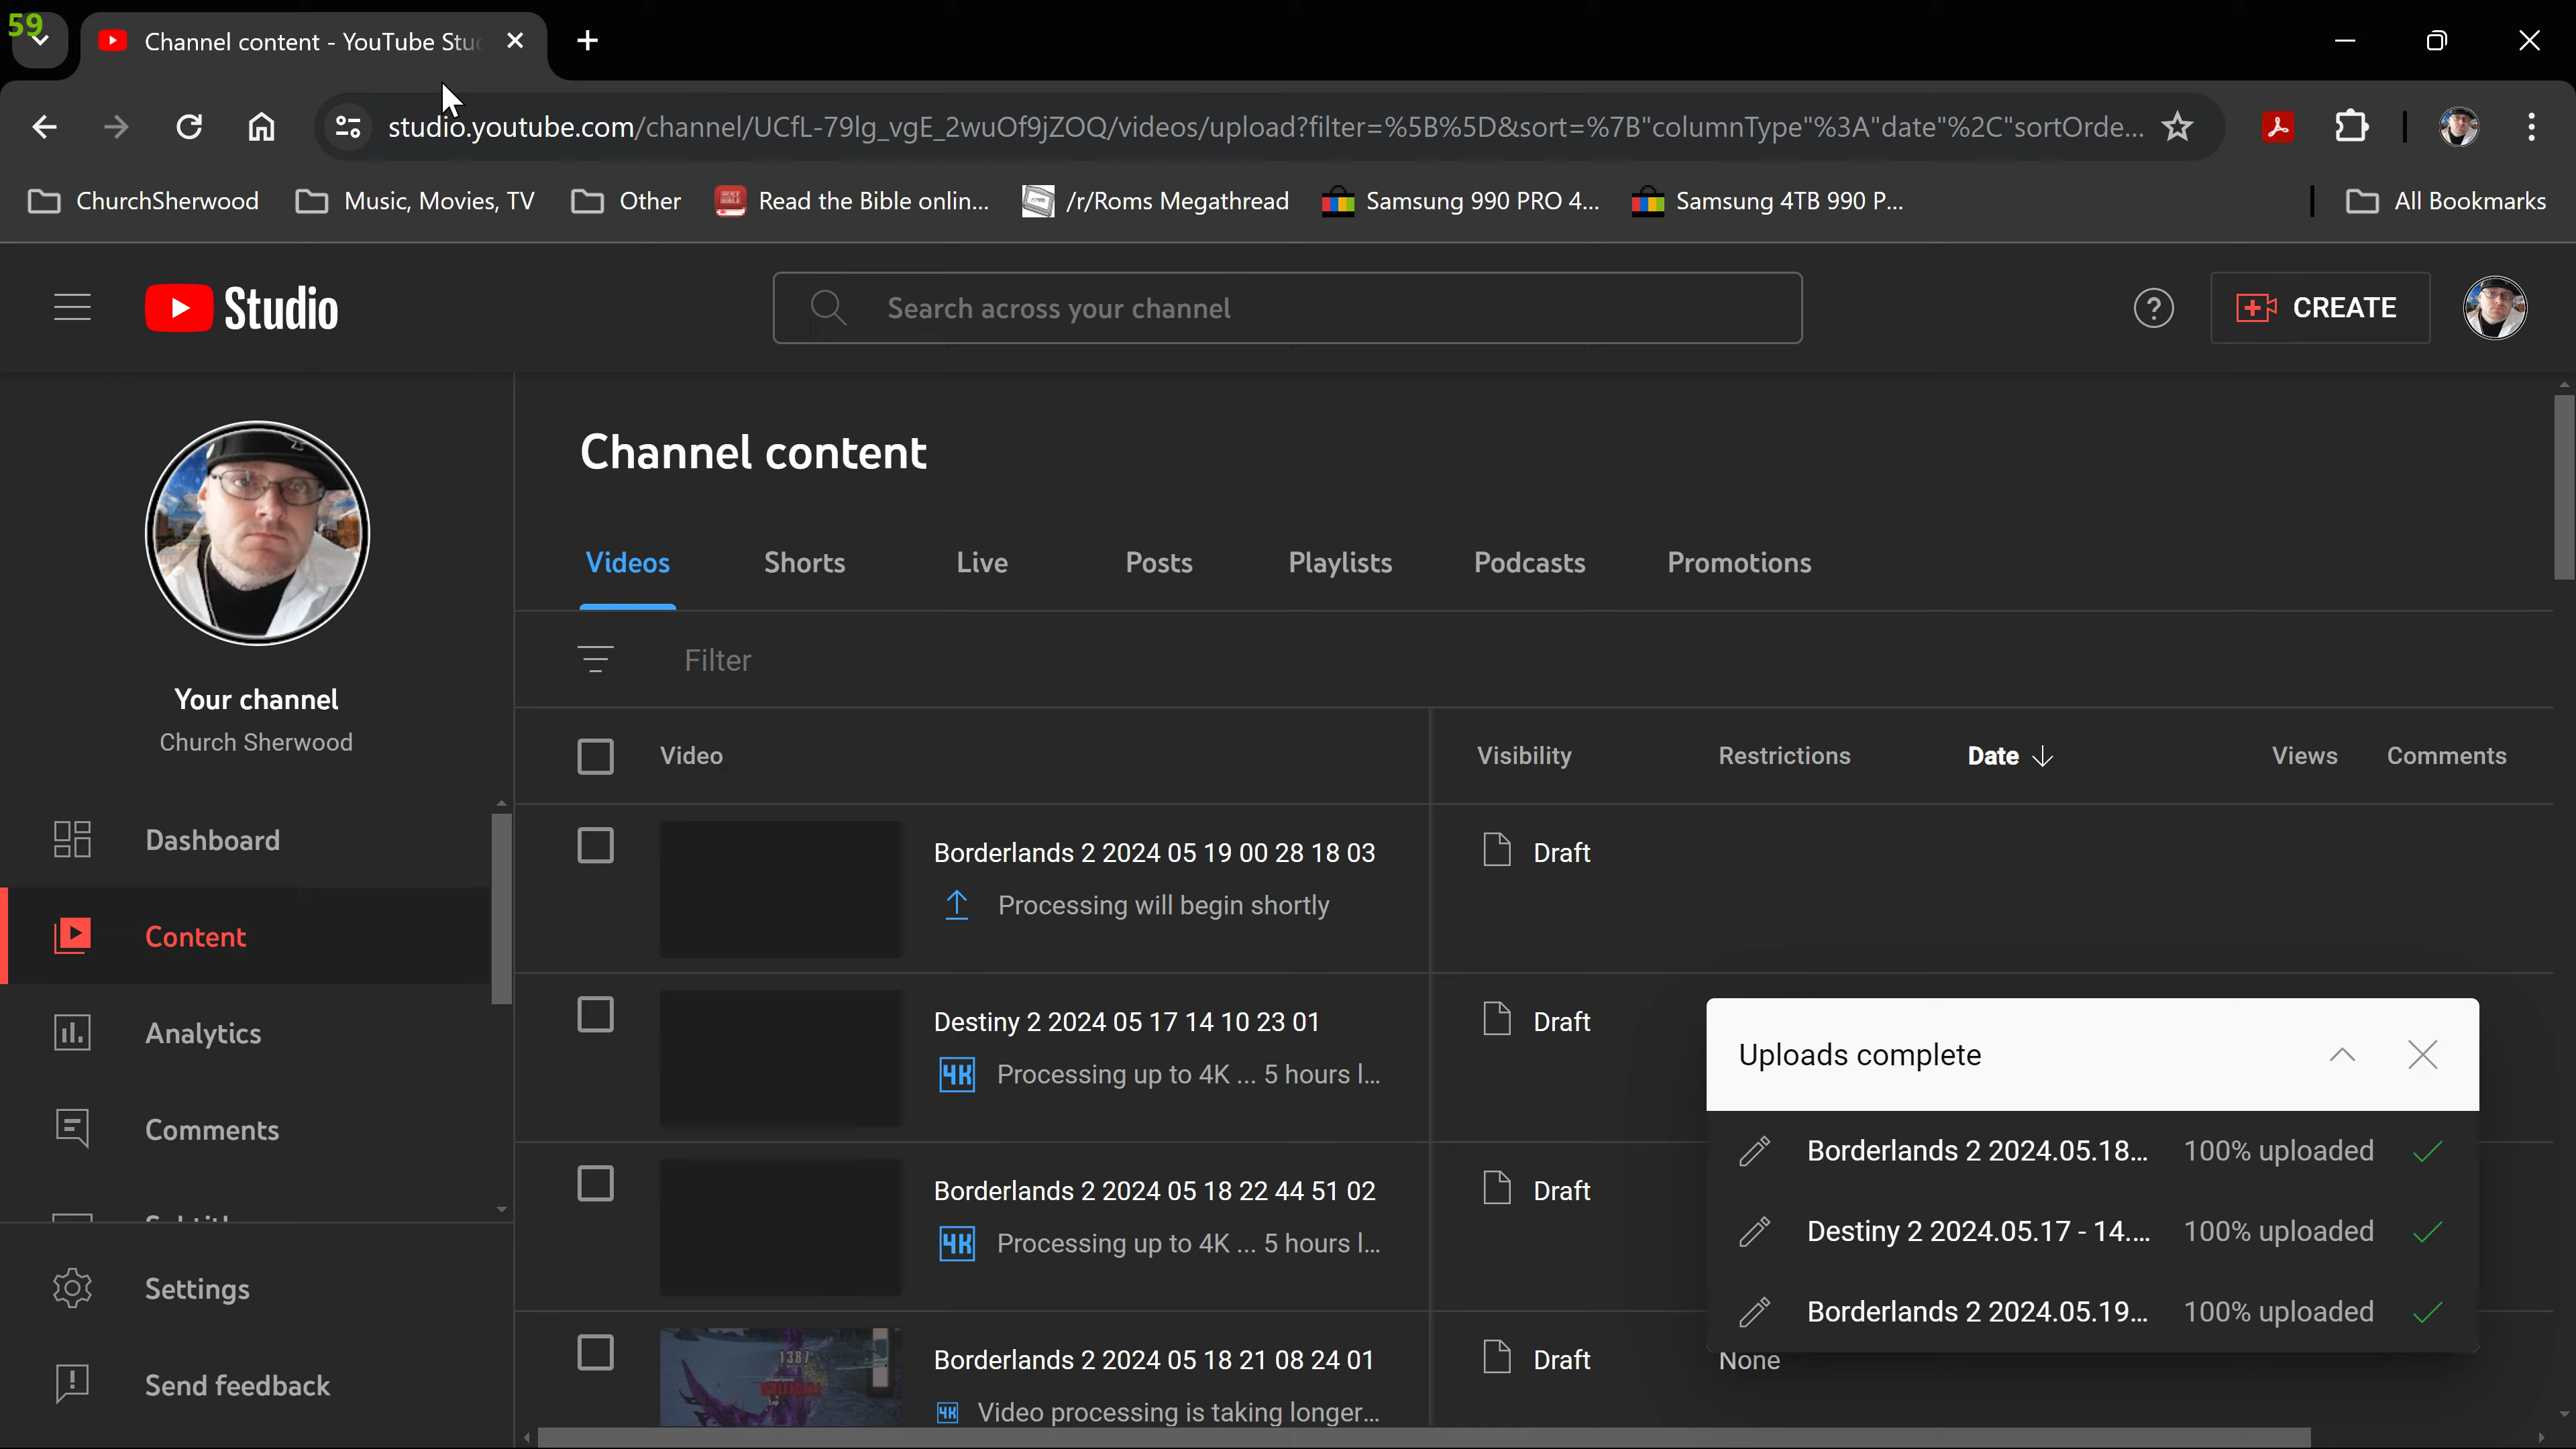 59
Channel content - YouTube Stu
studio.youtube.com/channel/UCfL-79lg_vgE_2wuOf9jZOQ/videos/upload?filter=%5B%5D&sort=%7B"columnType"%3A"date"%2C"sortOrde...
ChurchSherwood
Music, Movies, TV
Other
Read the Bible onlin...
/r/Roms Megathread
Samsung 990 PRO 4...
Samsung 4TB 990 P...
All Bookmarks
Studio
Search across your channel
CREATE
Channel content
Videos
Shorts
Live
Posts
Playlists
Podcasts
Promotions
Your channel
Church Sherwood
Filter
Video
Visibility
Restrictions
Date
Views
Comments
Dashboard
Content
Analytics
Comments
Settings
Send feedback
Borderlands 2 2024 05 19 00 28 18 03
Draft
Processing will begin shortly
Destiny 2 2024 05 17 14 10 23 01
Draft
4K Processing up to 4K ... 5 hours l...
Borderlands 2 2024 05 18 22 44 51 02
Draft
4K Processing up to 4K ... 5 hours l...
1387
CRITICAL
Borderlands 2 2024 05 18 21 08 24 01
Draft
None
4K Video processing is taking longer...
Uploads complete
Borderlands 2 2024.05.18... 100% uploaded
Destiny 2 2024.05.17 - 14.... 100% uploaded
Borderlands 2 2024.05.19... 100% uploaded